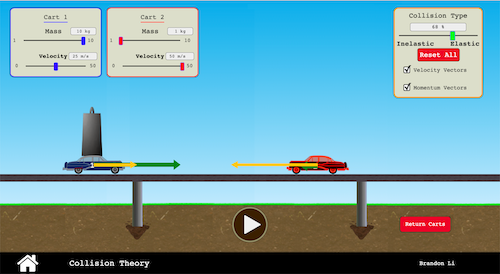 Cart 1
Mass 10 kg
1 10
Velocity 25 m/s
0 50
Cart 2
Mass 1 kg
1 10
Velocity 50 m/s
0 50
Collision Type
68 %
Inelastic Elastic
Reset All
Velocity Vectors
Momentum Vectors
Return Carts
Collision Theory
Brandon Li